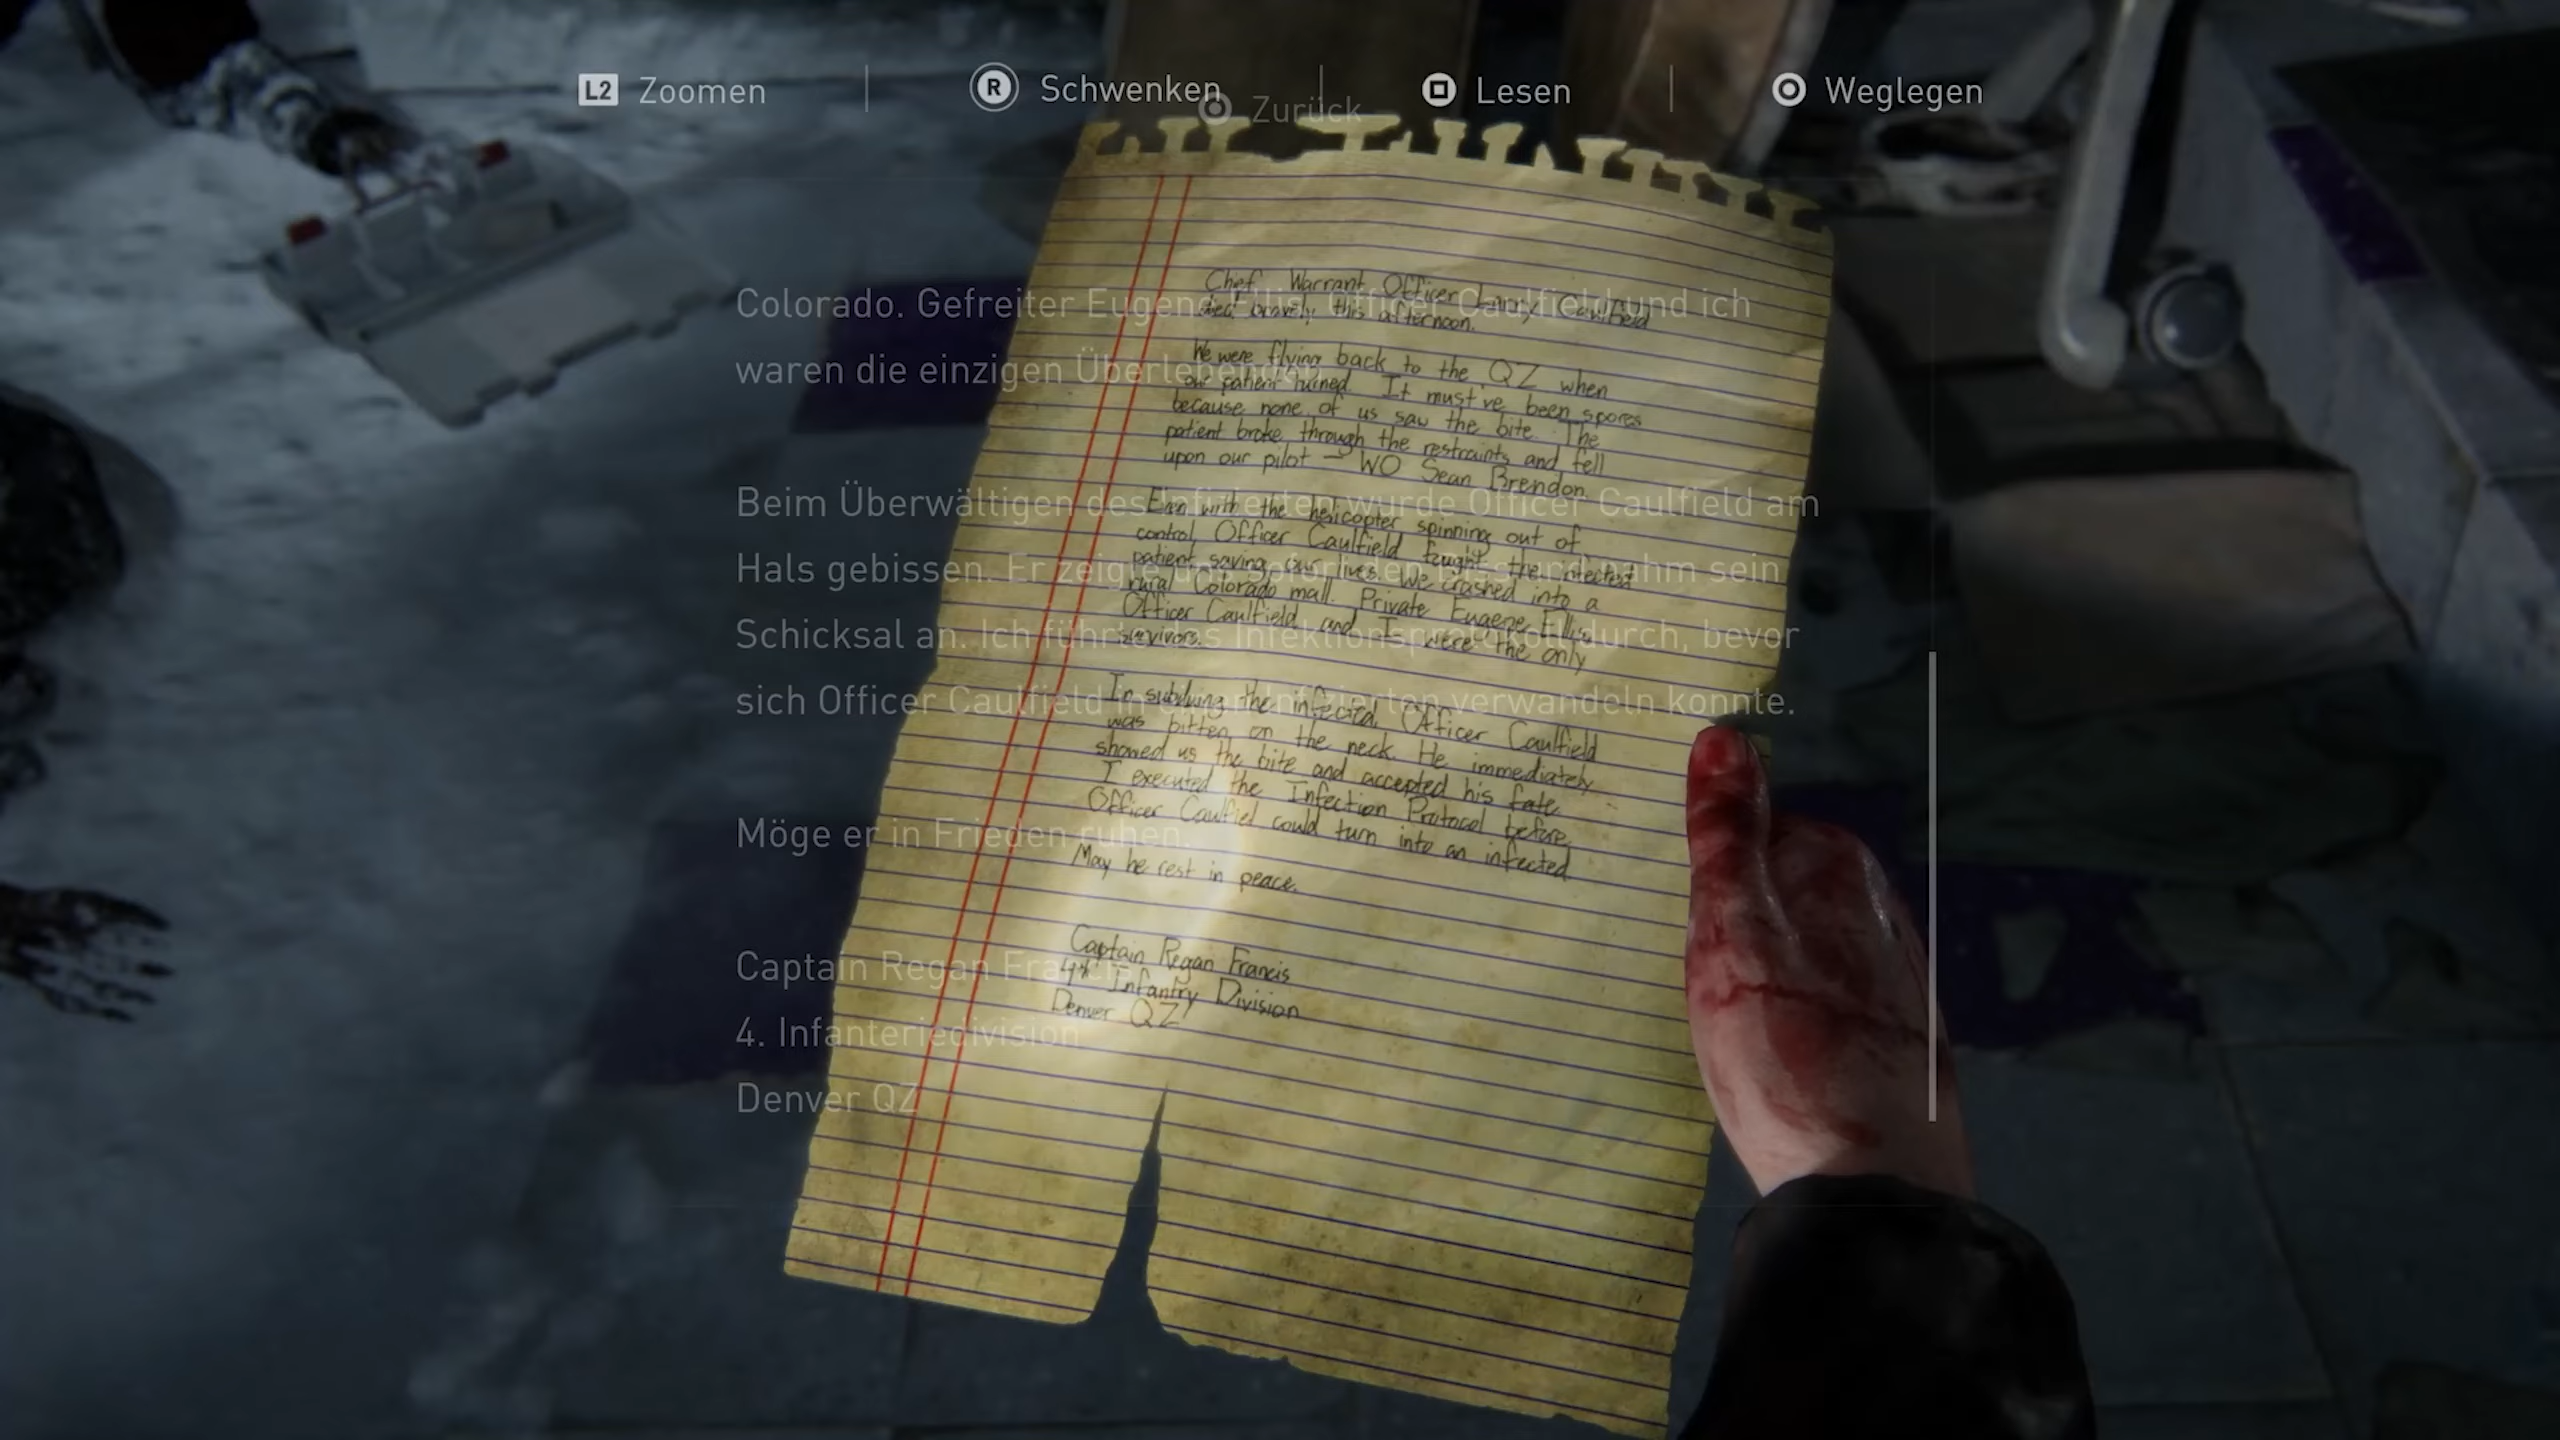 L2 Zoomen
R Schwenken
Zurück
Lesen
Weglegen
Chief Warrant Officer Larry Caulfield
died bravely this afternoon.
We were flying back to the QZ when
our patient turned. It must've been spores
because none of us saw the bite. The
patient broke through the restraints and fell
upon our pilot - WO Sean Brendon.
Even with the helicopter spinning out of
control, Officer Caulfield fought the infected
patient saving our lives. We crashed into a
rural Colorado mall. Private Eugene Ellis,
Officer Caulfield and I were the only
survivors.
In subduing the infected, Officer Caulfield
was bitten on the neck. He immediately
showed us the bite and accepted his fate.
I executed the Infection Protocol before
Officer Caulfiel could turn into an infected.
May he rest in peace.
Captain Regan Francis
4th Infantry Division
Denver QZ
Colorado. Gefreiter Eugene Ellis, Officer Caulfield und ich
waren die einzigen Überlebenden.
Beim Überwältigen des Infizierten wurde Officer Caulfield am
Hals gebissen. Er zeigte sein
Schicksal an. Ich führte das Infektionsprotokoll durch, bevor
sich Officer Caulfield in Infizierten verwandeln konnte.
Möge er in Frieden ruhen.
Captain Regan Francis
4. Infanteriedivision
Denver QZ